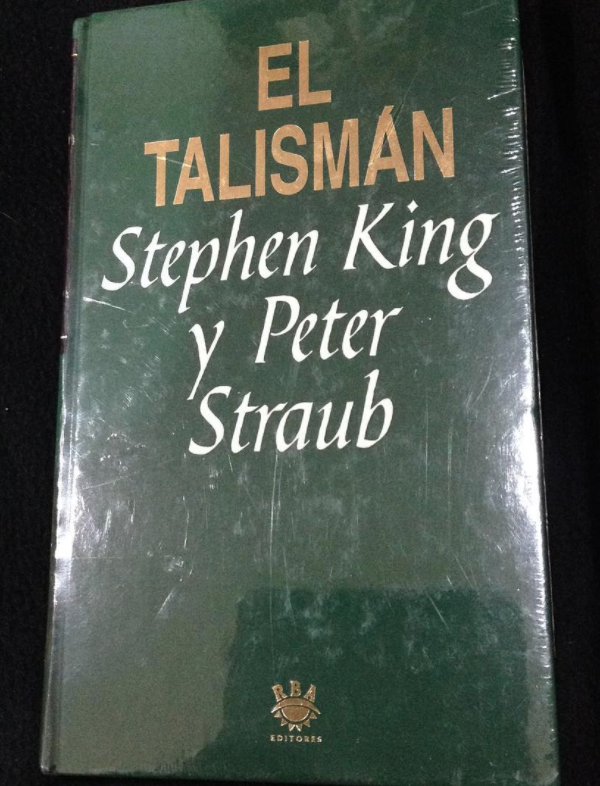 EL
TALISMÁN
Stephen King
y Peter
Straub
RBA
EDITORES